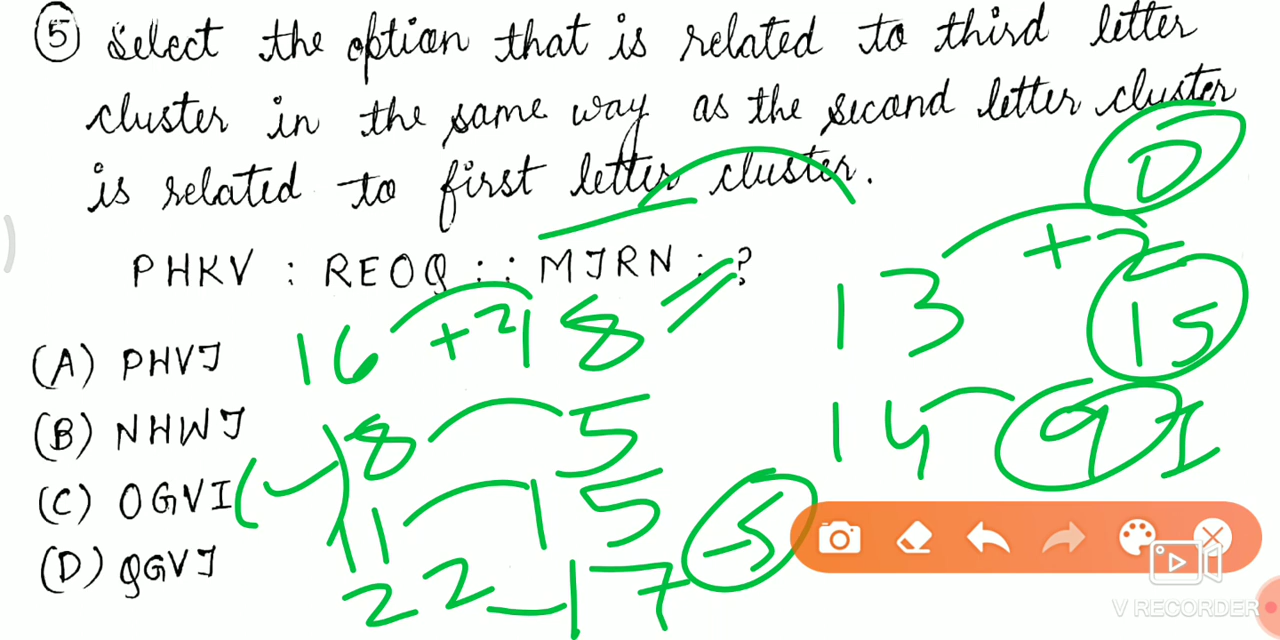 ⑤ Select the option that is related to third letter
cluster in the same way as the second letter cluster
is related to first letter cluster.
D
PHKV : REOQ : : MJRN : ?
+2
13
15
16 +2 18
(A) PHVJ
(B) NHWJ
8 5
14 9 I
(C) OGVI (✓)
11 15
-5
(D) QGVJ
22 17
V RECORDER